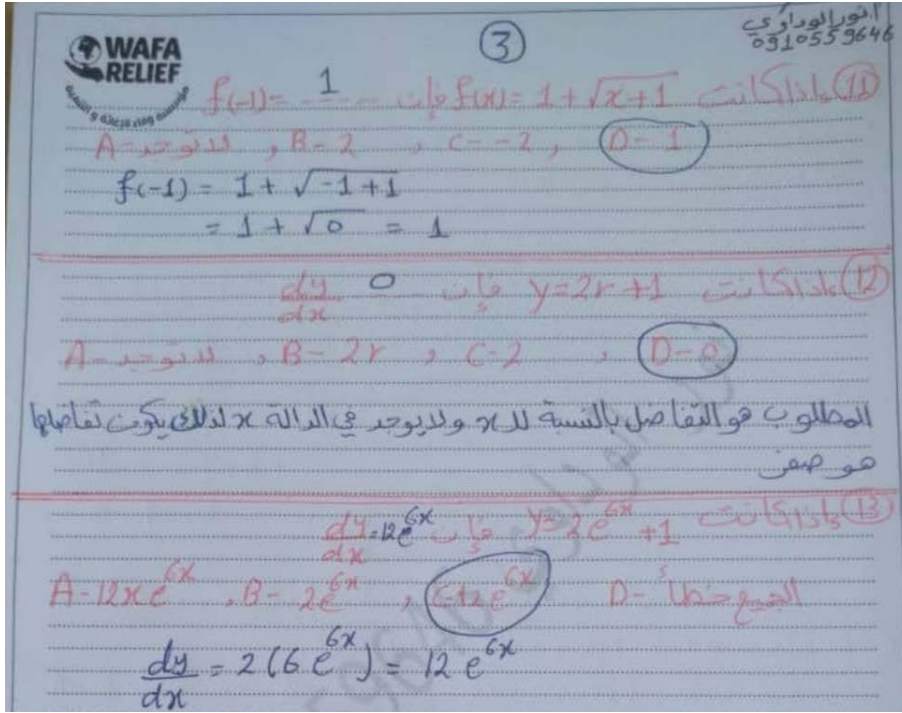 ③
أنور الوداوي
0910559646
WAFA
RELIEF
⑪ إذا كانت f(x) = 1 + √x+1 فإن f(-1) = 1
A- لا توجد , B- 2 , C- -2 , D- 1
f(-1) = 1 + √-1+1
= 1 + √0 = 1
⑫ إذا كانت y=2r+1 فإن dy/dx 0
A- لا توجد , B- 2r , C- 2 , D- 0
المطلوب هو التفاضل بالنسبة للـ x ولا يوجد في الدالة x لذلك يكون تفاضلها
هو صفر
⑬ إذا كانت y= 2e^6x +1 فإن dy/dx = 12e^6x
A- 12xe^6x , B- 2e^6x , C- 12e^6x D- الجميع خطأ
dy/dx = 2(6e^6x) = 12e^6x